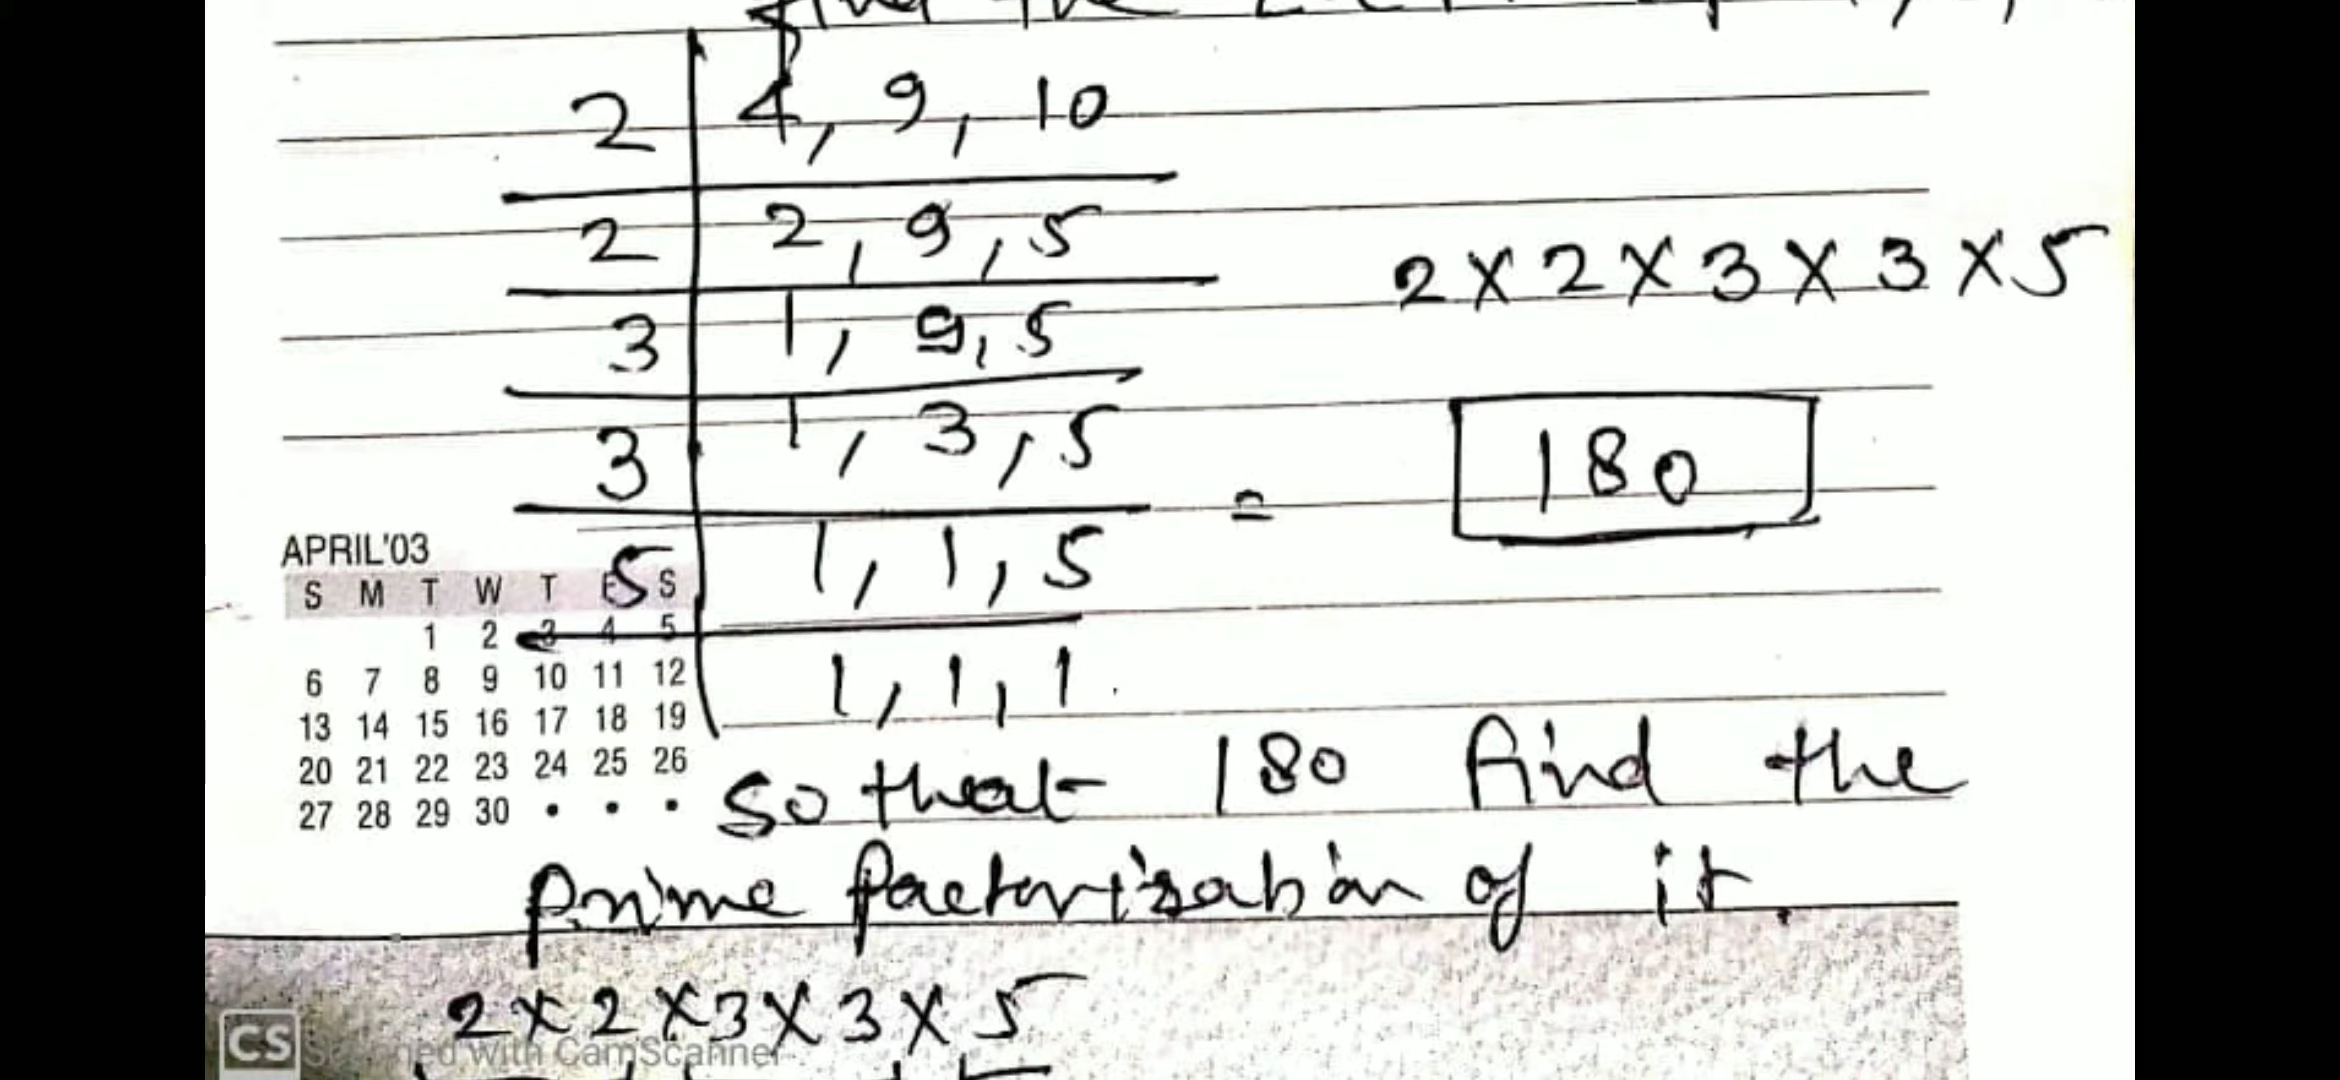 find the
2 4, 9, 10
2 2, 9, 5
3 1, 9, 5
3 1, 3, 5
5 1, 1, 5
1, 1, 1.
2 X 2 X 3 X 3 X 5
= 180
APRIL'03
S M T W T F S
1 2 3 4 5
6 7 8 9 10 11 12
13 14 15 16 17 18 19
20 21 22 23 24 25 26
27 28 29 30 • • •
So that 180 find the
prime factorization of it.
2 X 2 X 3 X 3 X 5
CS Scanned with CamScanner